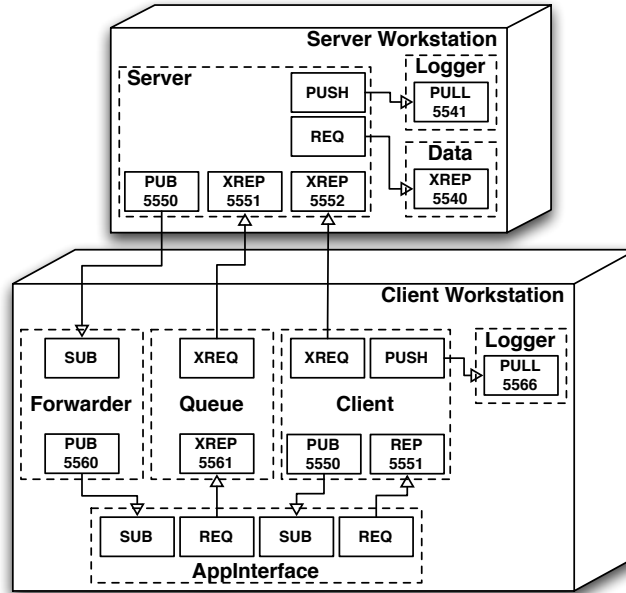 Server Workstation
Server
Logger
PUSH
PULL
5541
REQ
Data
XREP
5540
PUB
5550
XREP
5551
XREP
5552
Client Workstation
SUB
XREQ
XREQ
PUSH
Logger
PULL
5566
Forwarder
Queue
Client
PUB
5560
XREP
5561
PUB
5550
REP
5551
SUB
REQ
SUB
REQ
AppInterface